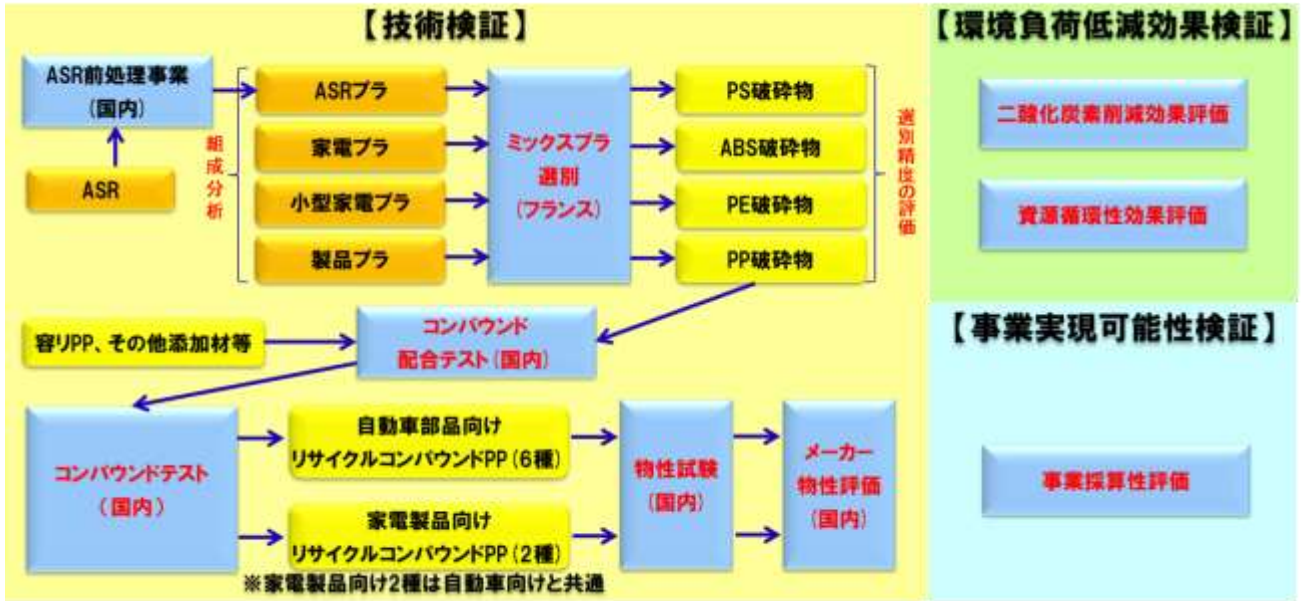 【技術検証】
ASR前処理事業
(国内)
ASR
組成分析
ASRプラ
家電プラ
小型家電プラ
製品プラ
ミックスプラ
選別
(フランス)
PS破砕物
ABS破砕物
PE破砕物
PP破砕物
選別精度の評価
容リPP、その他添加材等
コンパウンド
配合テスト(国内)
コンパウンドテスト
(国内)
自動車部品向け
リサイクルコンパウンドPP(6種)
家電製品向け
リサイクルコンパウンドPP(2種)
※家電製品向け2種は自動車向けと共通
物性試験
(国内)
メーカー
物性評価
(国内)
【環境負荷低減効果検証】
二酸化炭素削減効果評価
資源循環性効果評価
【事業実現可能性検証】
事業採算性評価